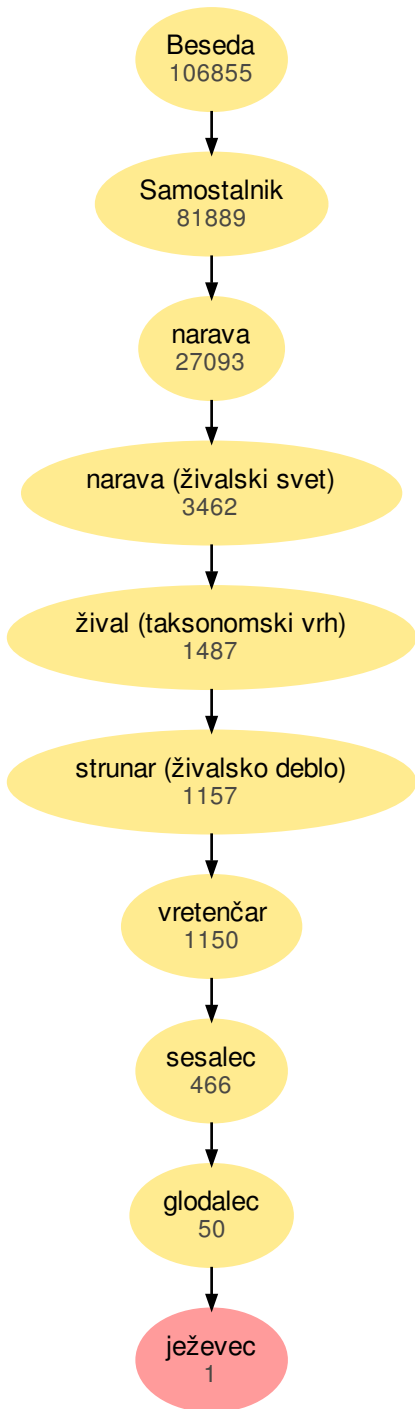 Beseda
106855
Samostalnik
81889
narava
27093
narava (živalski svet)
3462
žival (taksonomski vrh)
1487
strunar (živalsko deblo)
1157
vretenčar
1150
sesalec
466
glodalec
50
ježevec
1